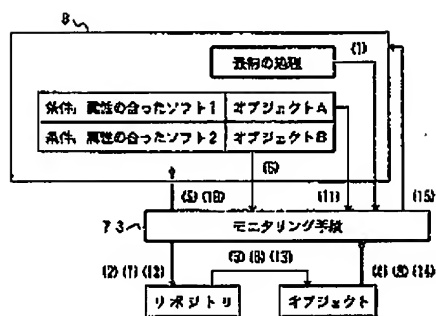 8
最初の処理
(1)
条件，属性の合ったソフト1 オブジェクトA
条件，属性の合ったソフト2 オブジェクトB
(5) (10)
(6)
(11)
(15)
73
モニタリング手段
(2) (7) (12)
(3) (8) (13)
(4) (9) (14)
リポジトリ
オブジェクト